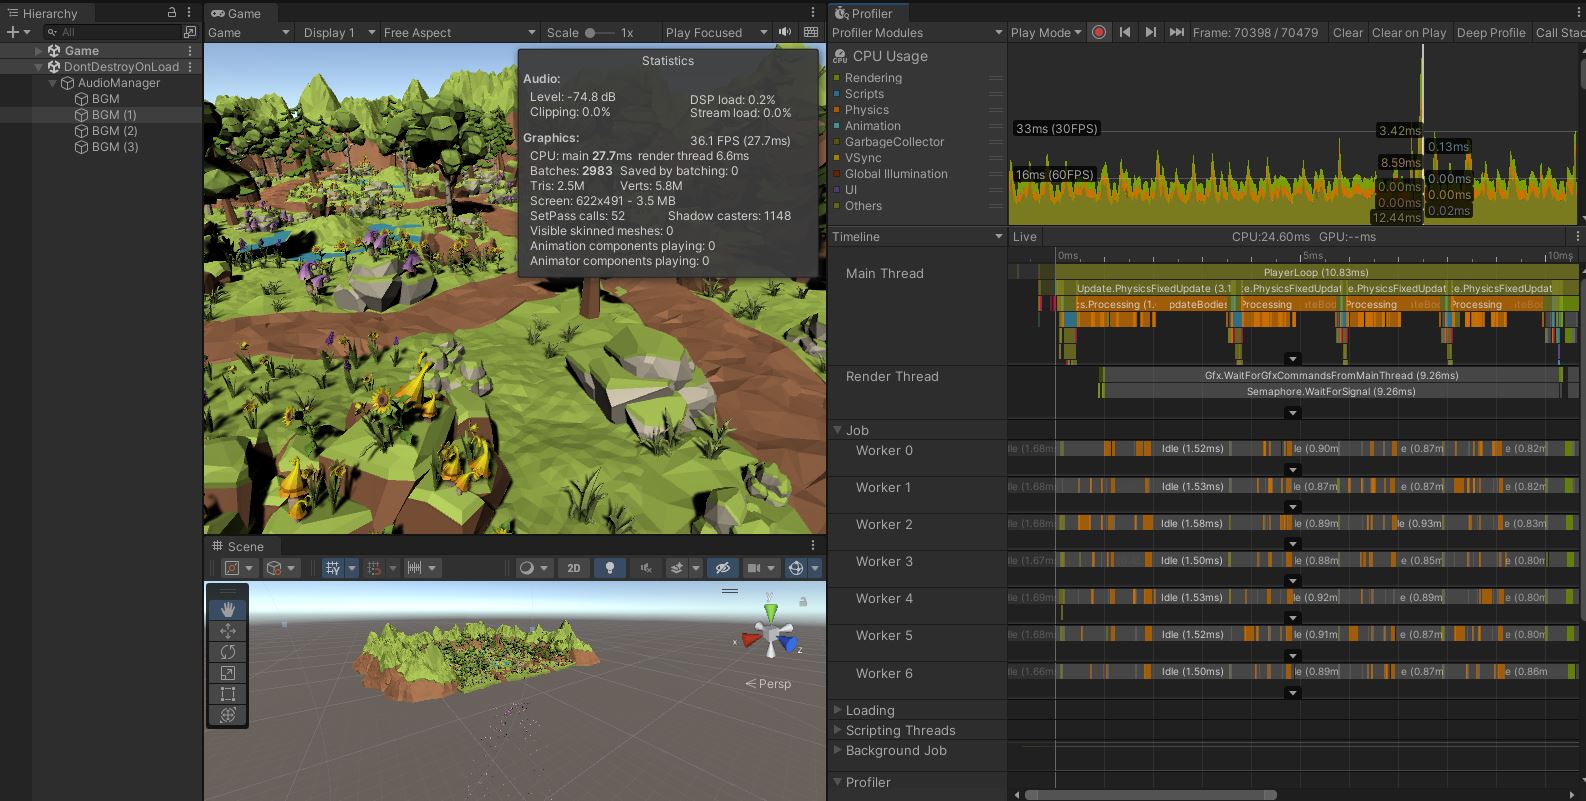 Hierarchy
All
Game
DontDestroyOnLoad
AudioManager
BGM
BGM (1)
BGM (2)
BGM (3)
Game
Game
Display 1
Free Aspect
Scale
1x
Play Focused
Statistics
Audio:
Level: -74.8 dB
DSP load: 0.2%
Clipping: 0.0%
Stream load: 0.0%
Graphics:
36.1 FPS (27.7ms)
CPU: main 27.7ms render thread 6.6ms
Batches: 2983 Saved by batching: 0
Tris: 2.5M Verts: 5.8M
Screen: 622x491 - 3.5 MB
SetPass calls: 52 Shadow casters: 1148
Visible skinned meshes: 0
Animation components playing: 0
Animator components playing: 0
Scene
2D
y
x
z
Persp
Profiler
Profiler Modules
Play Mode
Frame: 70398 / 70479
Clear
Clear on Play
Deep Profile
Call Stac
CPU Usage
Rendering
Scripts
Physics
Animation
GarbageCollector
VSync
Global Illumination
UI
Others
33ms (30FPS)
16ms (60FPS)
3.42ms
0.13ms
8.59ms
0.00ms
0.00ms
0.00ms
0.00ms
0.02ms
12.44ms
Timeline
Live
CPU:24.60ms GPU:--ms
0ms
5ms
10ms
Main Thread
PlayerLoop (10.83ms)
Update.PhysicsFixedUpdate (3.1
e.PhysicsFixedUpdat
e.PhysicsFixedUpdat
e.PhysicsFixedUpdat
cs.Processing (1.
pdateBodies
Processing
ateBod
Processing
ateBod
Processing
ateBod
Render Thread
Gfx.WaitForGfxCommandsFromMainThread (9.26ms)
Semaphore.WaitForSignal (9.26ms)
Job
Worker 0
dle (1.68m
Idle (1.52ms)
le (0.90m
e (0.87m
e (0.82m
Worker 1
dle (1.68m
Idle (1.53ms)
le (0.87m
e (0.87m
e (0.82m
Worker 2
dle (1.68m
Idle (1.58ms)
le (0.89m
le (0.93m
e (0.83m
Worker 3
dle (1.67m
Idle (1.50ms)
le (0.88m
e (0.85m
e (0.80m
Worker 4
dle (1.69m
Idle (1.53ms)
le (0.92m
e (0.89m
e (0.80m
Worker 5
dle (1.68m
Idle (1.52ms)
le (0.91m
e (0.87m
e (0.80m
Worker 6
dle (1.66m
Idle (1.50ms)
le (0.89m
e (0.87m
e (0.86m
Loading
Scripting Threads
Background Job
Profiler